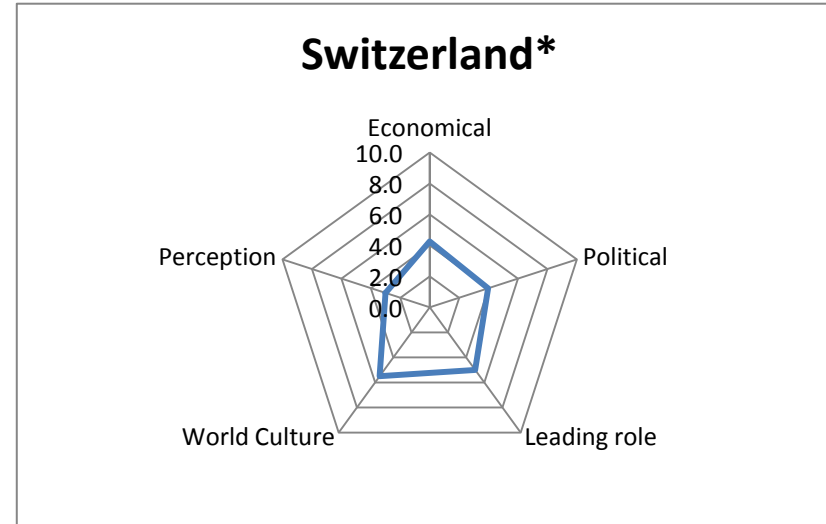 Switzerland*
Economical
10.0
8.0
6.0
Perception
Political
4.0
2.0
0.0
World Culture
Leading role